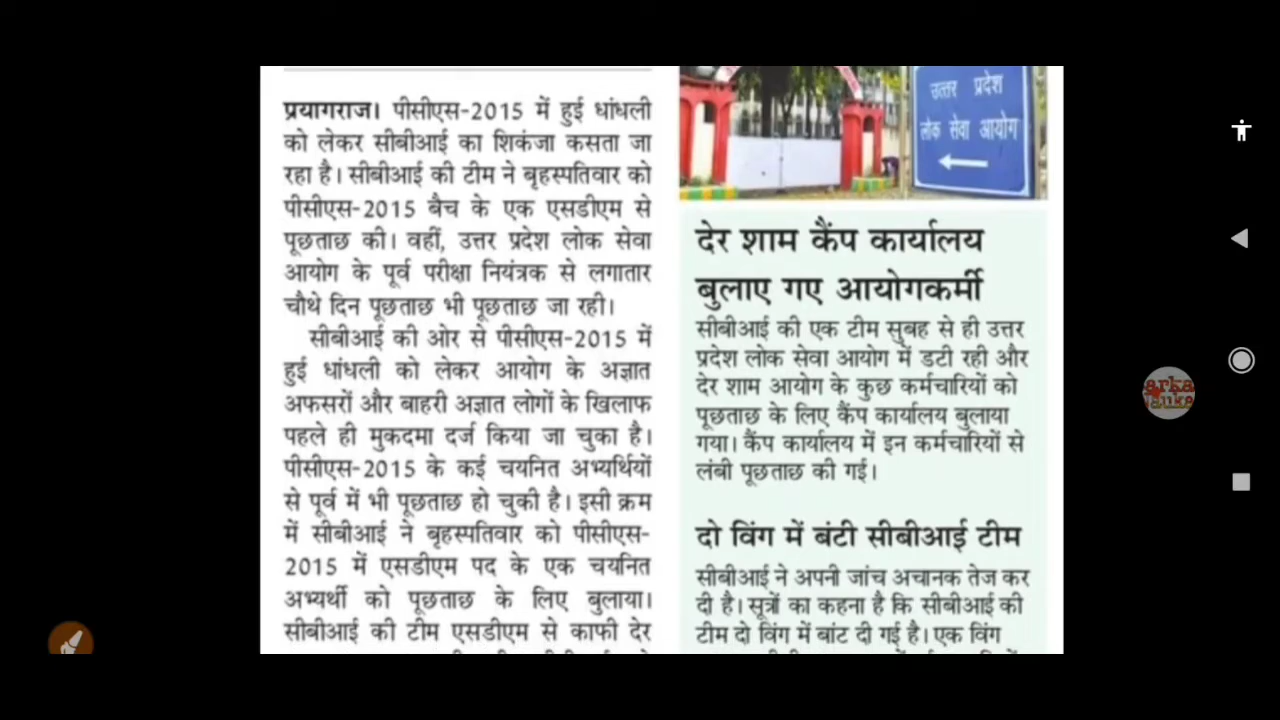 प्रयागराज। पीसीएस-2015 में हुई धांधली
को लेकर सीबीआई का शिकंजा कसता जा
रहा है। सीबीआई की टीम ने बृहस्पतिवार को
पीसीएस-2015 बैच के एक एसडीएम से
पूछताछ की। वहीं, उत्तर प्रदेश लोक सेवा
आयोग के पूर्व परीक्षा नियंत्रक से लगातार
चौथे दिन पूछताछ भी पूछताछ जा रही।
सीबीआई की ओर से पीसीएस-2015 में
हुई धांधली को लेकर आयोग के अज्ञात
अफसरों और बाहरी अज्ञात लोगों के खिलाफ
पहले ही मुकदमा दर्ज किया जा चुका है।
पीसीएस-2015 के कई चयनित अभ्यर्थियों
से पूर्व में भी पूछताछ हो चुकी है। इसी क्रम
में सीबीआई ने बृहस्पतिवार को पीसीएस-
2015 में एसडीएम पद के एक चयनित
अभ्यर्थी को पूछताछ के लिए बुलाया।
सीबीआई की टीम एसडीएम से काफी देर
उत्तर प्रदेश
लोक सेवा आयोग
देर शाम कैंप कार्यालय
बुलाए गए आयोगकर्मी
सीबीआई की एक टीम सुबह से ही उत्तर
प्रदेश लोक सेवा आयोग में डटी रही और
देर शाम आयोग के कुछ कर्मचारियों को
पूछताछ के लिए कैंप कार्यालय बुलाया
गया। कैंप कार्यालय में इन कर्मचारियों से
लंबी पूछताछ की गई।
दो विंग में बंटी सीबीआई टीम
सीबीआई ने अपनी जांच अचानक तेज कर
दी है। सूत्रों का कहना है कि सीबीआई की
टीम दो विंग में बांट दी गई है। एक विंग